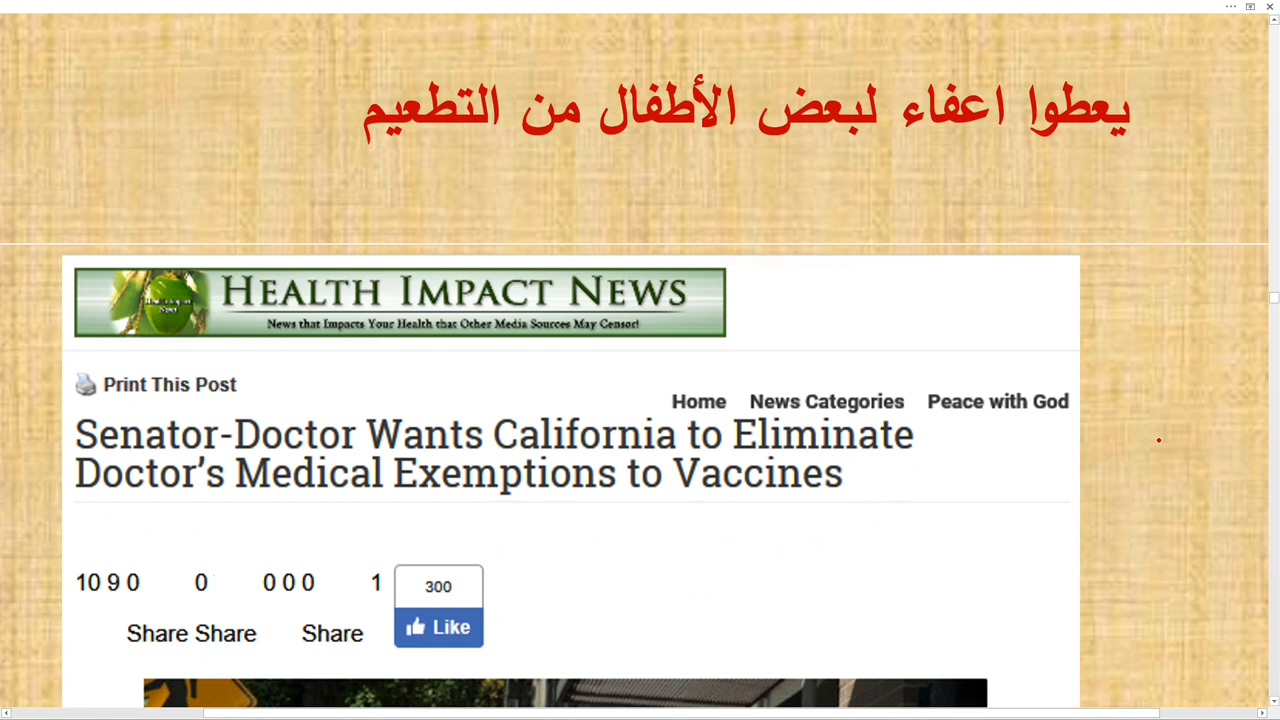 يعطوا اعفاء لبعض الأطفال من التطعيم
HEALTH IMPACT NEWS
News that Impacts Your Health that Other Media Sources May Censor!
Print This Post
Home News Categories Peace with God
Senator-Doctor Wants California to Eliminate
Doctor’s Medical Exemptions to Vaccines
10 9 0 0 0 0 0 1 300
Share Share Share Like